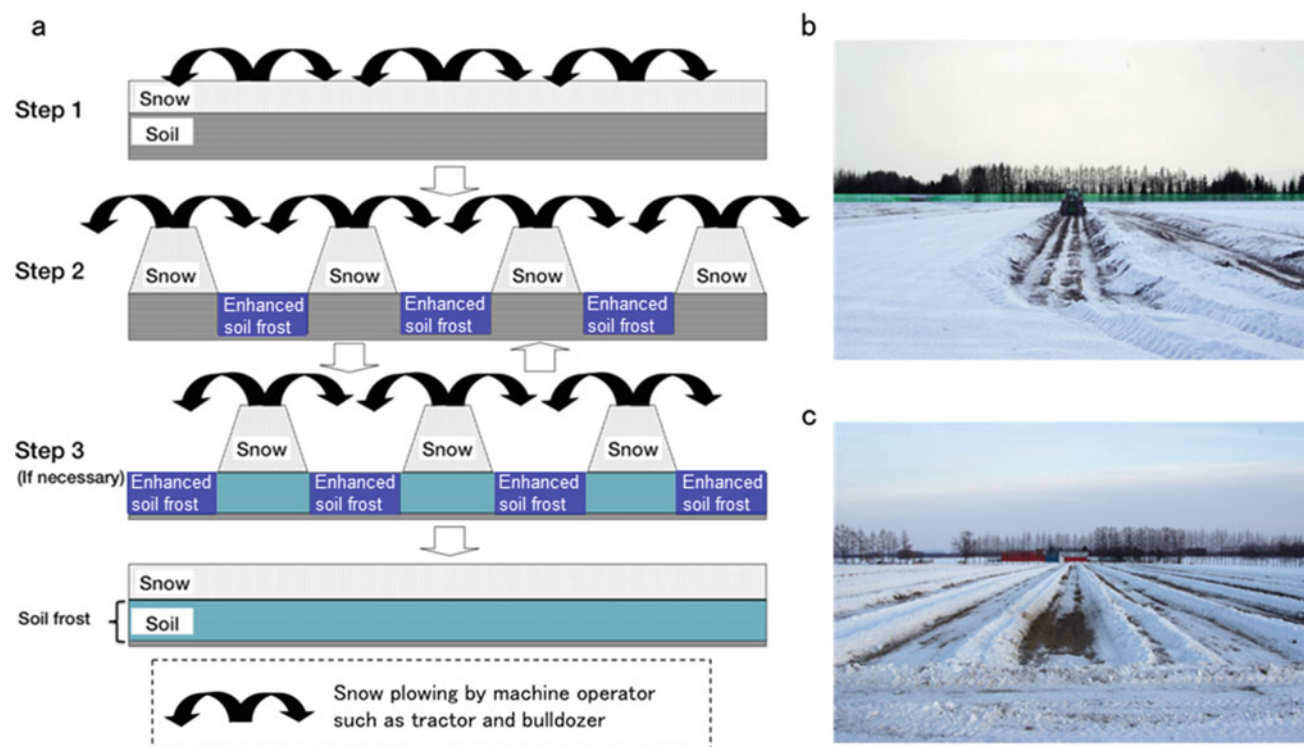 a
Step 1
Snow
Soil
Step 2
Snow
Snow
Snow
Snow
Enhanced
soil frost
Enhanced
soil frost
Enhanced
soil frost
Step 3
(If necessary)
Snow
Snow
Snow
Enhanced
soil frost
Enhanced
soil frost
Enhanced
soil frost
Enhanced
soil frost
Snow
Soil frost
Soil
Snow plowing by machine operator
such as tractor and bulldozer
b
c